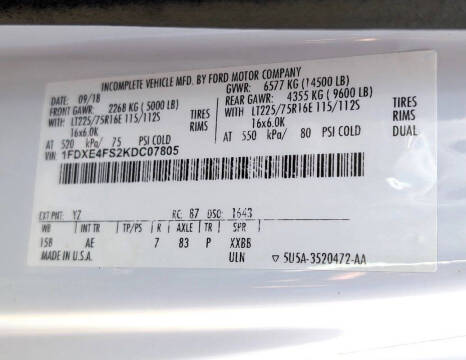 INCOMPLETE VEHICLE MFD. BY FORD MOTOR COMPANY
DATE: 09/18 GVWR: 6577 KG (14500 LB)
FRONT GAWR: 2268 KG (5000 LB) REAR GAWR: 4355 KG (9600 LB)
WITH LT225/75R16E 115/112S TIRES WITH LT225/75R16E 115/112S TIRES
16x6.0K RIMS 16x6.0K RIMS
AT 520 kPa/ 75 PSI COLD AT 550 kPa/ 80 PSI COLD DUAL
VIN: 1FDXE4FS2KDC07805
EXT PNT: YZ RC: 87 DSO: 1643
WB INT TR TP/PS R AXLE TR SPR
158 AE 7 83 P XXBB
MADE IN U.S.A. ULN ▽ 5U5A-3520472-AA